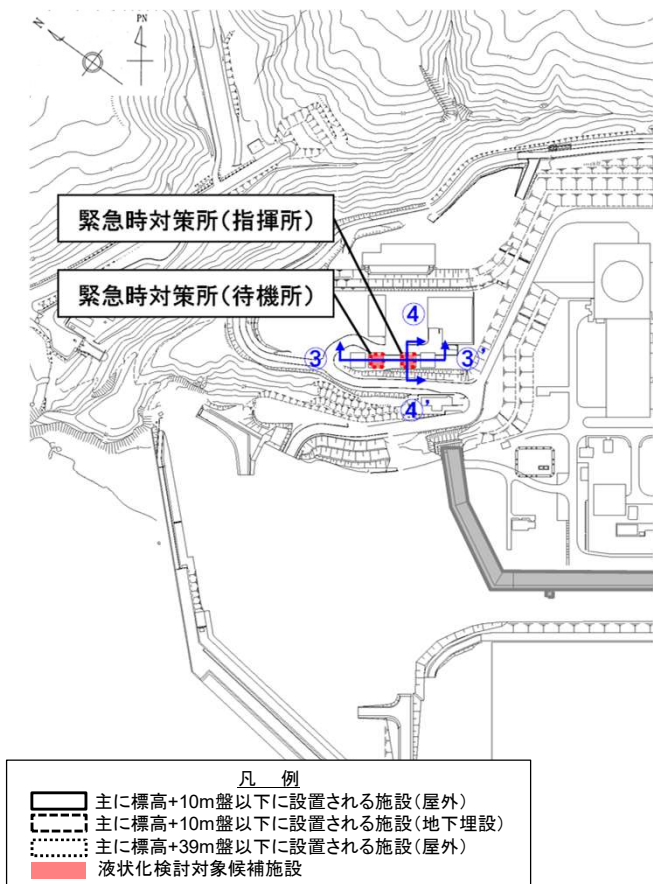 N
PN
緊急時対策所(指揮所)
緊急時対策所(待機所)
④
③
③'
④'
凡 例
主に標高+10m盤以下に設置される施設(屋外)
主に標高+10m盤以下に設置される施設(地下埋設)
主に標高+39m盤以下に設置される施設(屋外)
液状化検討対象候補施設